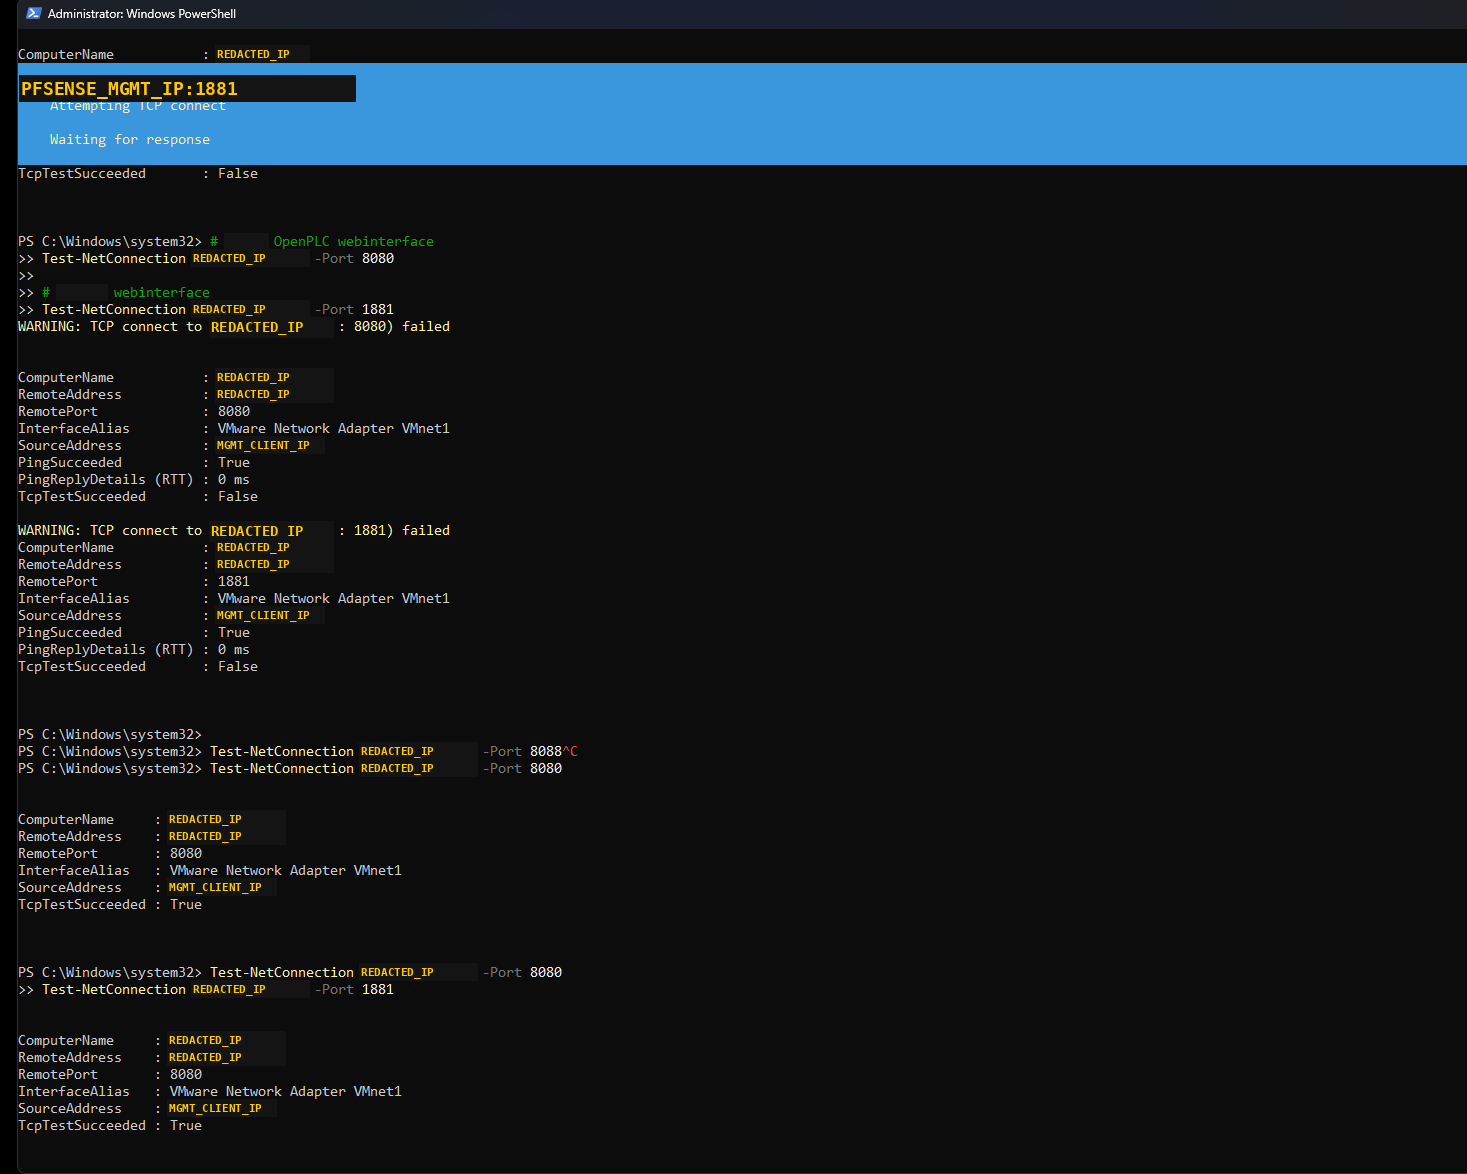 Administrator: Windows PowerShell
ComputerName : REDACTED_IP
PFSENSE_MGMT_IP:1881
Attempting TCP connect
Waiting for response
TcpTestSucceeded : False
PS C:\Windows\system32> # OpenPLC webinterface
>> Test-NetConnection REDACTED_IP -Port 8080
>>
>> # webinterface
>> Test-NetConnection REDACTED_IP -Port 1881
WARNING: TCP connect to REDACTED_IP : 8080) failed
ComputerName : REDACTED_IP
RemoteAddress : REDACTED_IP
RemotePort : 8080
InterfaceAlias : VMware Network Adapter VMnet1
SourceAddress : MGMT_CLIENT_IP
PingSucceeded : True
PingReplyDetails (RTT) : 0 ms
TcpTestSucceeded : False
WARNING: TCP connect to REDACTED_IP : 1881) failed
ComputerName : REDACTED_IP
RemoteAddress : REDACTED_IP
RemotePort : 1881
InterfaceAlias : VMware Network Adapter VMnet1
SourceAddress : MGMT_CLIENT_IP
PingSucceeded : True
PingReplyDetails (RTT) : 0 ms
TcpTestSucceeded : False
PS C:\Windows\system32>
PS C:\Windows\system32> Test-NetConnection REDACTED_IP -Port 8088^C
PS C:\Windows\system32> Test-NetConnection REDACTED_IP -Port 8080
ComputerName : REDACTED_IP
RemoteAddress : REDACTED_IP
RemotePort : 8080
InterfaceAlias : VMware Network Adapter VMnet1
SourceAddress : MGMT_CLIENT_IP
TcpTestSucceeded : True
PS C:\Windows\system32> Test-NetConnection REDACTED_IP -Port 8080
>> Test-NetConnection REDACTED_IP -Port 1881
ComputerName : REDACTED_IP
RemoteAddress : REDACTED_IP
RemotePort : 8080
InterfaceAlias : VMware Network Adapter VMnet1
SourceAddress : MGMT_CLIENT_IP
TcpTestSucceeded : True